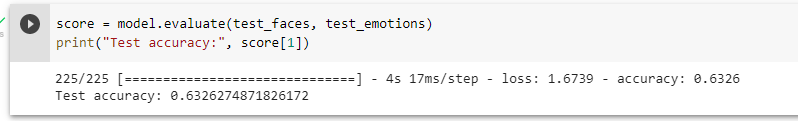 score = model.evaluate(test_faces, test_emotions)
print("Test accuracy:", score[1])
225/225 [==============================] - 4s 17ms/step - loss: 1.6739 - accuracy: 0.6326
Test accuracy: 0.6326274871826172